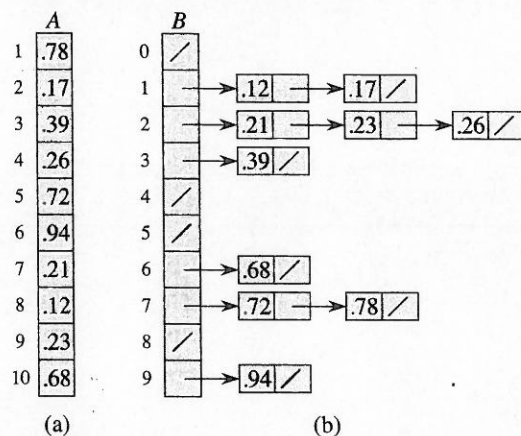 A B
1 .78 0 /
2 .17 1 .12 .17 /
3 .39 2 .21 .23 .26 /
4 .26 3 .39 /
5 .72 4 /
6 .94 5 /
7 .21 6 .68 /
8 .12 7 .72 .78 /
9 .23 8 /
10 .68 9 .94 /
(a) (b)